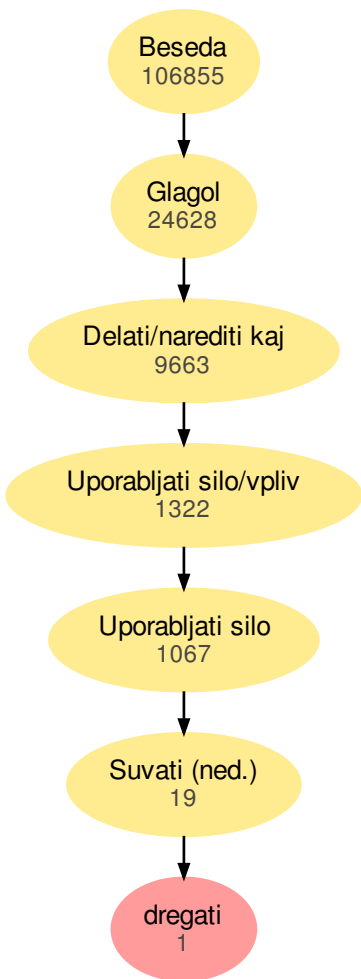 Beseda
106855
Glagol
24628
Delati/narediti kaj
9663
Uporabljati silo/vpliv
1322
Uporabljati silo
1067
Suvati (ned.)
19
dregati
1